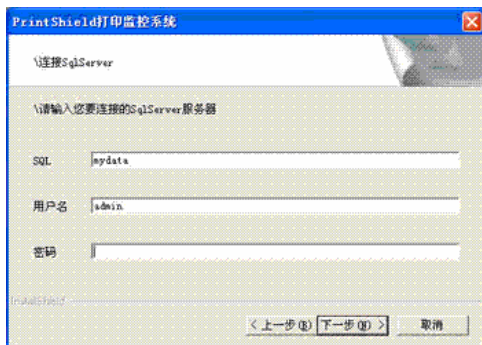 PrintShield打印监控系统
\连接SqlServer
\请输入您要连接的SqlServer服务器
SQL mydata
用户名 admin
密码
InstallShield
< 上一步(B) 下一步(N) > 取消